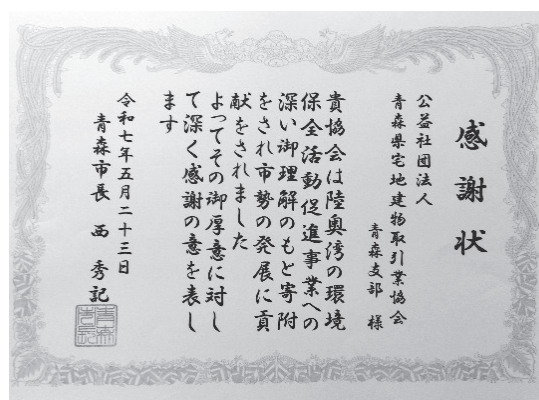 感謝状
公益社団法人
青森県宅地建物取引業協会
青森支部 様
貴協会は陸奥湾の環境
保全活動促進事業への
深い御理解のもと寄附
をされ市勢の発展に貢
献をされました
よってその御厚意に対し
て深く感謝の意を表し
ます
令和七年五月二十三日
青森市長 西 秀記